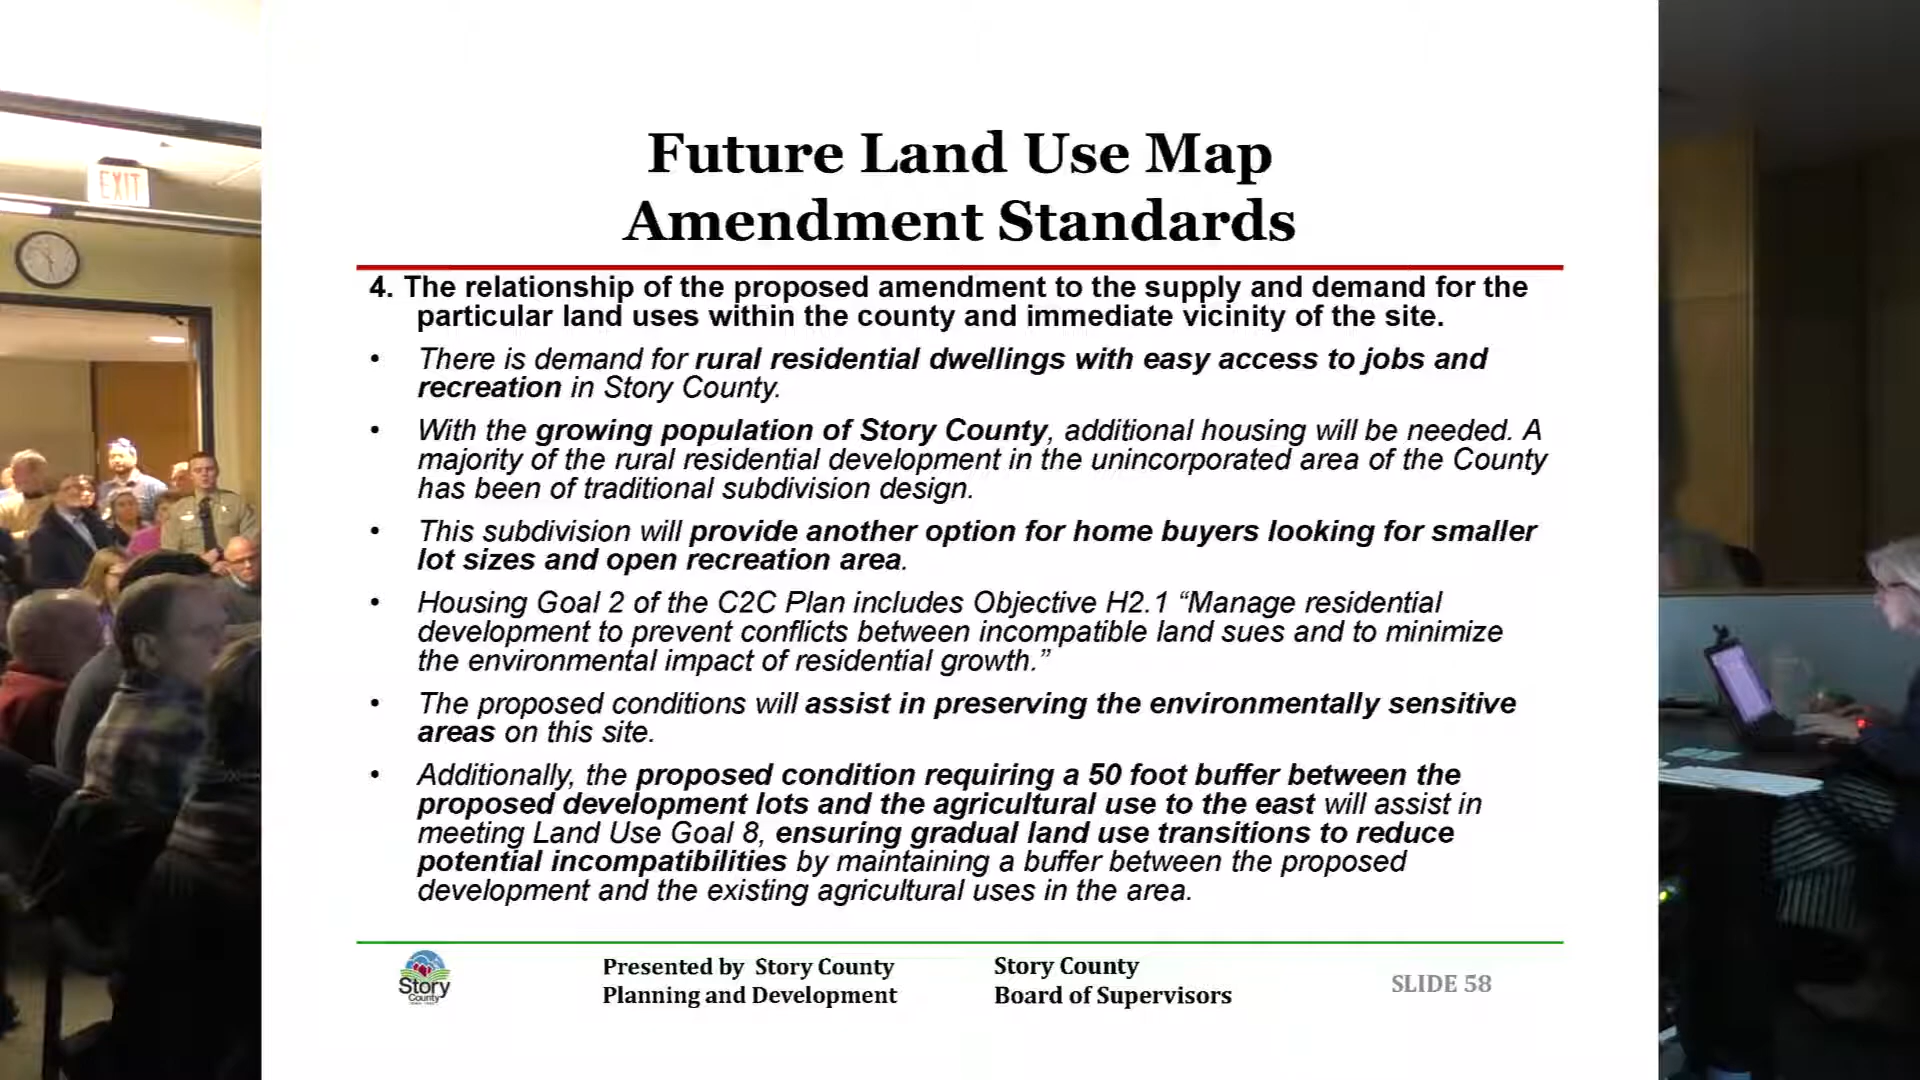 EXIT
Future Land Use Map
Amendment Standards
4. The relationship of the proposed amendment to the supply and demand for the
particular land uses within the county and immediate vicinity of the site.
• There is demand for rural residential dwellings with easy access to jobs and
recreation in Story County.
• With the growing population of Story County, additional housing will be needed. A
majority of the rural residential development in the unincorporated area of the County
has been of traditional subdivision design.
• This subdivision will provide another option for home buyers looking for smaller
lot sizes and open recreation area.
• Housing Goal 2 of the C2C Plan includes Objective H2.1 “Manage residential
development to prevent conflicts between incompatible land sues and to minimize
the environmental impact of residential growth.”
• The proposed conditions will assist in preserving the environmentally sensitive
areas on this site.
• Additionally, the proposed condition requiring a 50 foot buffer between the
proposed development lots and the agricultural use to the east will assist in
meeting Land Use Goal 8, ensuring gradual land use transitions to reduce
potential incompatibilities by maintaining a buffer between the proposed
development and the existing agricultural uses in the area.
Story
County
Presented by Story County
Planning and Development
Story County
Board of Supervisors
SLIDE 58